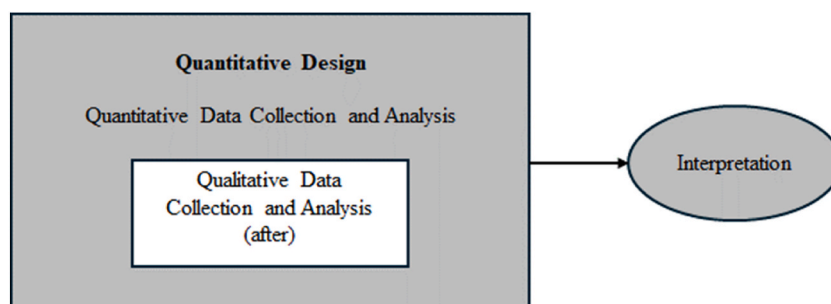 Quantitative Design
Quantitative Data Collection and Analysis
Qualitative Data
Collection and Analysis
(after)
Interpretation